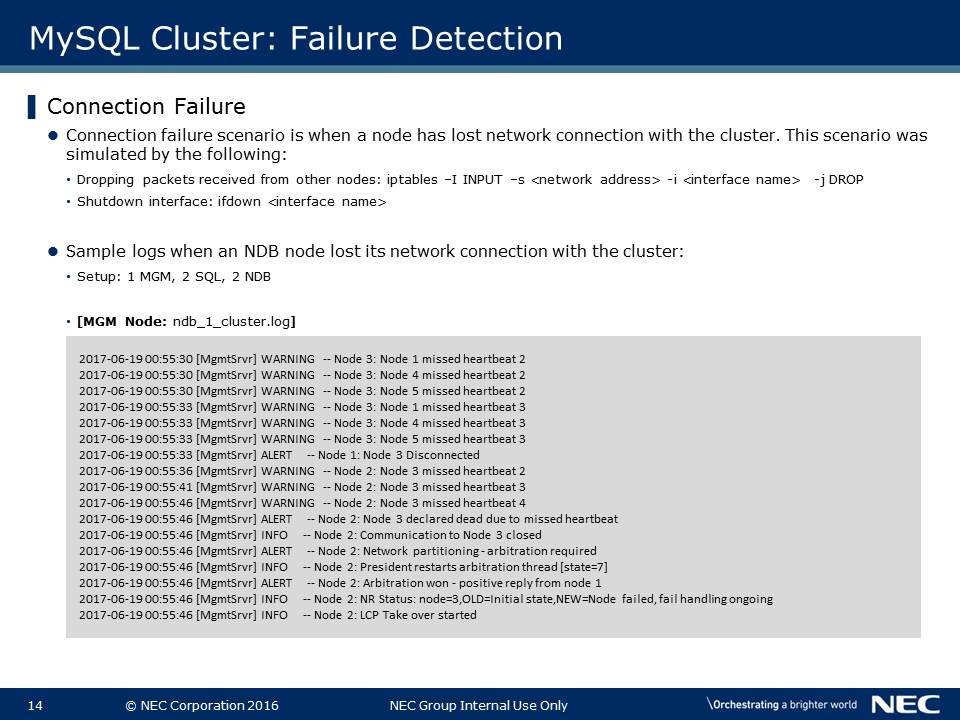 MySQL Cluster: Failure Detection
Connection Failure
Connection failure scenario is when a node has lost network connection with the cluster. This scenario was
simulated by the following:
• Dropping packets received from other nodes: iptables –I INPUT –s <network address> -i <interface name> -j DROP
• Shutdown interface: ifdown <interface name>
Sample logs when an NDB node lost its network connection with the cluster:
• Setup: 1 MGM, 2 SQL, 2 NDB
• [MGM Node: ndb_1_cluster.log]
2017-06-19 00:55:30 [MgmtSrvr] WARNING -- Node 3: Node 1 missed heartbeat 2
2017-06-19 00:55:30 [MgmtSrvr] WARNING -- Node 3: Node 4 missed heartbeat 2
2017-06-19 00:55:30 [MgmtSrvr] WARNING -- Node 3: Node 5 missed heartbeat 2
2017-06-19 00:55:33 [MgmtSrvr] WARNING -- Node 3: Node 1 missed heartbeat 3
2017-06-19 00:55:33 [MgmtSrvr] WARNING -- Node 3: Node 4 missed heartbeat 3
2017-06-19 00:55:33 [MgmtSrvr] WARNING -- Node 3: Node 5 missed heartbeat 3
2017-06-19 00:55:33 [MgmtSrvr] ALERT -- Node 1: Node 3 Disconnected
2017-06-19 00:55:36 [MgmtSrvr] WARNING -- Node 2: Node 3 missed heartbeat 2
2017-06-19 00:55:41 [MgmtSrvr] WARNING -- Node 2: Node 3 missed heartbeat 3
2017-06-19 00:55:46 [MgmtSrvr] WARNING -- Node 2: Node 3 missed heartbeat 4
2017-06-19 00:55:46 [MgmtSrvr] ALERT -- Node 2: Node 3 declared dead due to missed heartbeat
2017-06-19 00:55:46 [MgmtSrvr] INFO -- Node 2: Communication to Node 3 closed
2017-06-19 00:55:46 [MgmtSrvr] ALERT -- Node 2: Network partitioning - arbitration required
2017-06-19 00:55:46 [MgmtSrvr] INFO -- Node 2: President restarts arbitration thread [state=7]
2017-06-19 00:55:46 [MgmtSrvr] ALERT -- Node 2: Arbitration won - positive reply from node 1
2017-06-19 00:55:46 [MgmtSrvr] INFO -- Node 2: NR Status: node=3,OLD=Initial state,NEW=Node failed, fail handling ongoing
2017-06-19 00:55:46 [MgmtSrvr] INFO -- Node 2: LCP Take over started
14 © NEC Corporation 2016 NEC Group Internal Use Only \Orchestrating a brighter world NEC